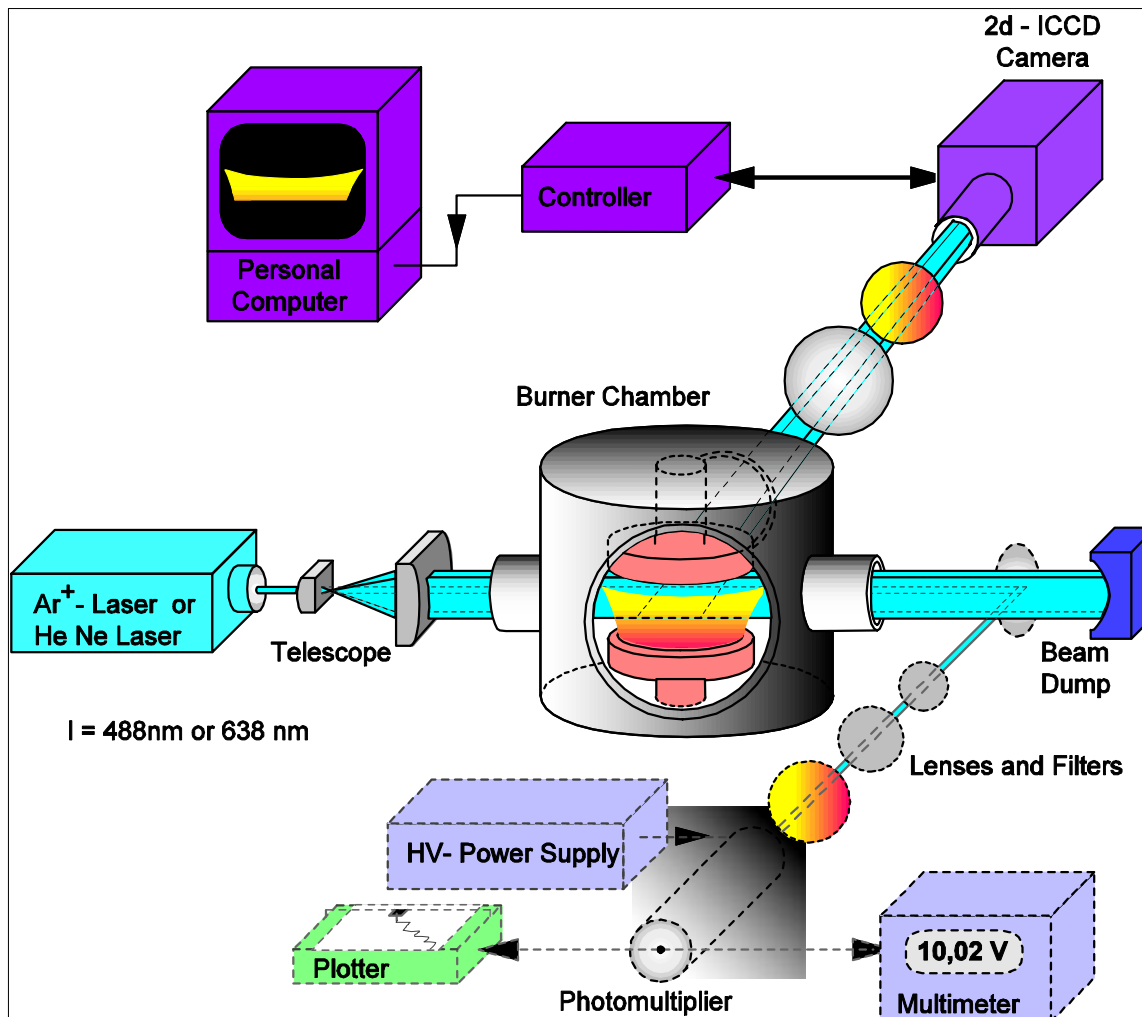 2d - ICCD
Camera
Controller
Personal
Computer
Burner Chamber
Ar+- Laser or
He Ne Laser
Telescope
Beam
Dump
l = 488nm or 638 nm
Lenses and Filters
HV- Power Supply
Plotter
10,02 V
Photomultiplier
Multimeter